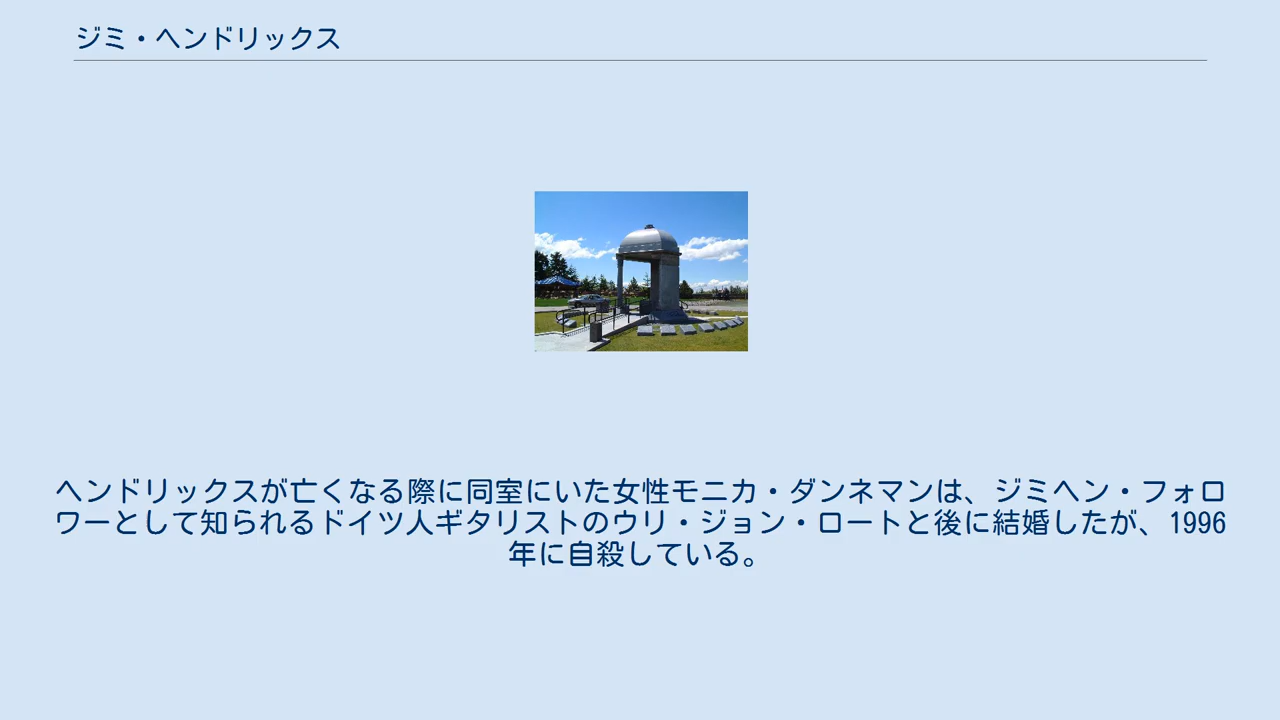 ジミ・ヘンドリックス
ヘンドリックスが亡くなる際に同室にいた女性モニカ・ダンネマンは、ジミヘン・フォロ
ワーとして知られるドイツ人ギタリストのウリ・ジョン・ロートと後に結婚したが、1996
年に自殺している。